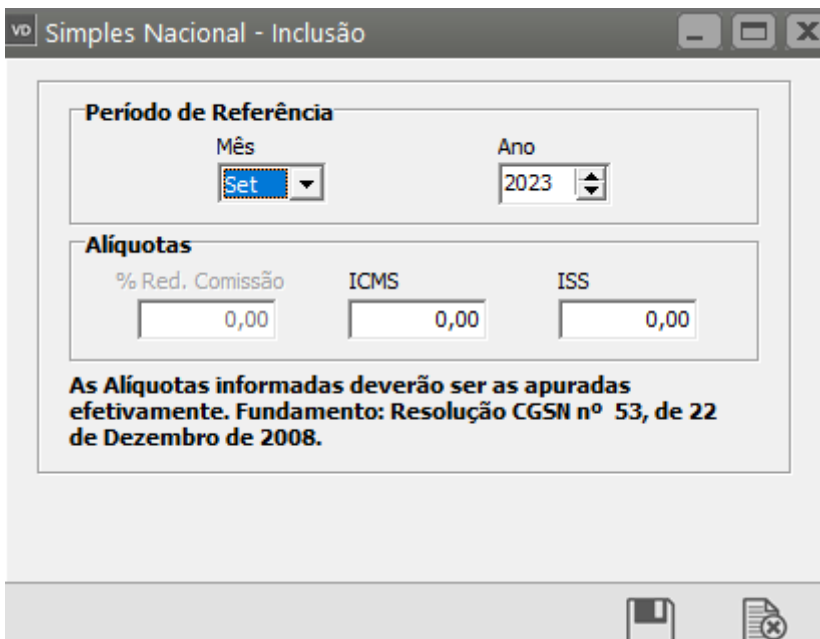 VD Simples Nacional - Inclusão
Período de Referência
Mês Ano
Set 2023
Alíquotas
% Red. Comissão ICMS ISS
0,00 0,00 0,00
As Alíquotas informadas deverão ser as apuradas
efetivamente. Fundamento: Resolução CGSN nº 53, de 22
de Dezembro de 2008.